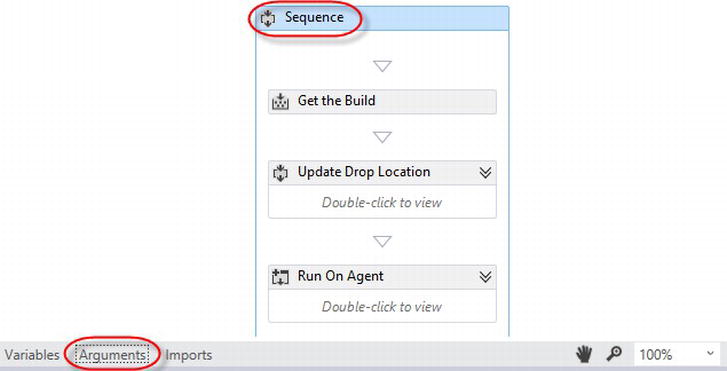 Sequence
Get the Build
Update Drop Location
Double-click to view
Run On Agent
Double-click to view
Variables Arguments Imports 100%